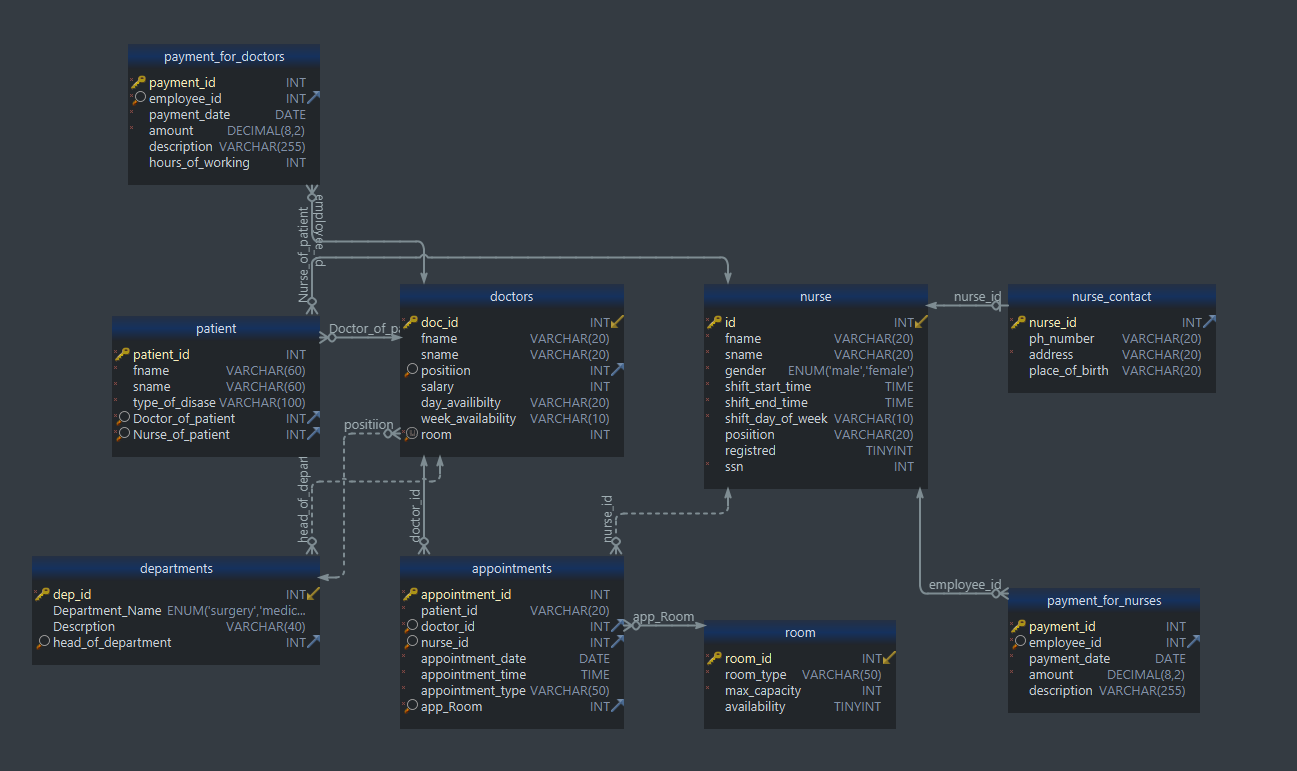 payment_for_doctors
payment_id INT
employee_id INT
payment_date DATE
amount DECIMAL(8,2)
description VARCHAR(255)
hours_of_working INT
employee_id
Nurse_of_patient
patient
patient_id INT
fname VARCHAR(60)
sname VARCHAR(60)
type_of_disase VARCHAR(100)
Doctor_of_patient INT
Nurse_of_patient INT
Doctor_of_pa
doctors
doc_id INT
fname VARCHAR(20)
sname VARCHAR(20)
positiion INT
salary INT
day_availibilty VARCHAR(20)
week_availability VARCHAR(10)
room INT
nurse
id INT
fname VARCHAR(20)
sname VARCHAR(20)
gender ENUM('male','female')
shift_start_time TIME
shift_end_time TIME
shift_day_of_week VARCHAR(10)
posiition VARCHAR(20)
registred TINYINT
ssn INT
nurse_id
nurse_contact
nurse_id INT
ph_number VARCHAR(20)
address VARCHAR(20)
place_of_birth VARCHAR(20)
positiion
head_of_depar
doctor_id
nurse_id
departments
dep_id INT
Department_Name ENUM('surgery','medic...
Descrption VARCHAR(40)
head_of_department INT
appointments
appointment_id INT
patient_id VARCHAR(20)
doctor_id INT
nurse_id INT
appointment_date DATE
appointment_time TIME
appointment_type VARCHAR(50)
app_Room INT
app_Room
room
room_id INT
room_type VARCHAR(50)
max_capacity INT
availability TINYINT
employee_id
payment_for_nurses
payment_id INT
employee_id INT
payment_date DATE
amount DECIMAL(8,2)
description VARCHAR(255)